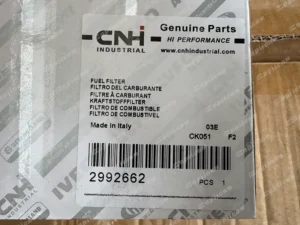 CNH
INDUSTRIAL
Genuine Parts
HI PERFORMANCE
www.cnhindustrial.com
FUEL FILTER
FILTRO DEL CARBURANTE
FILTRE À CARBURANT
KRAFTSTOFFFILTER
FILTRO DE COMBUSTIBLE
FILTRO DE COMBUSTIVEL
Made in Italy
03E
CK051 F2
2992662
PCS 1
CNH